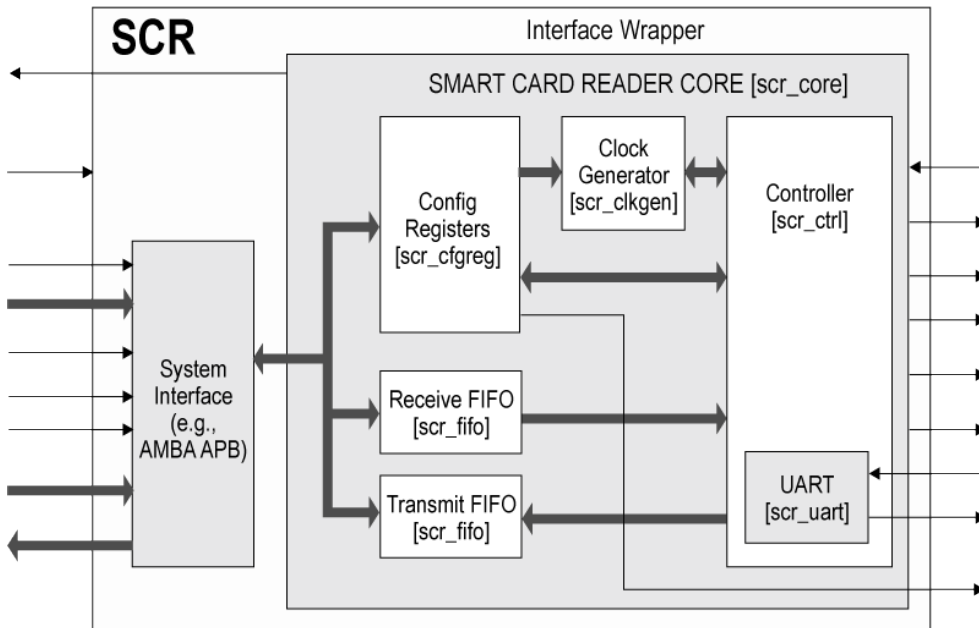 SCR
Interface Wrapper
SMART CARD READER CORE [scr_core]
Config
Registers
[scr_cfgreg]
Clock
Generator
[scr_clkgen]
Controller
[scr_ctrl]
System
Interface
(e.g.,
AMBA APB)
Receive FIFO
[scr_fifo]
Transmit FIFO
[scr_fifo]
UART
[scr_uart]